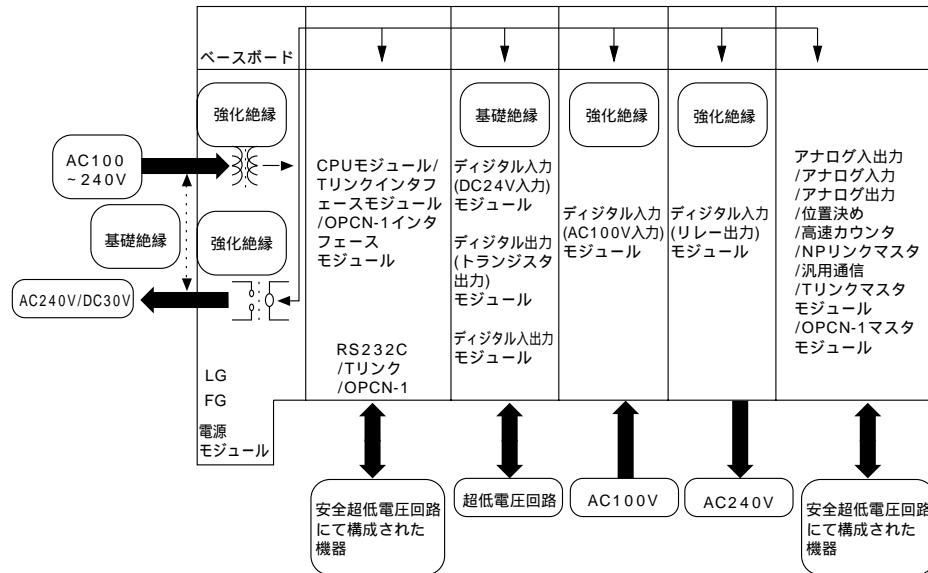 ベースボード
強化絶縁
AC100
~240V
基礎絶縁
強化絶縁
AC240V/DC30V
LG
FG
電源
モジュール
CPUモジュール/
Tリンクインタフ
ェースモジュール
/OPCN-1インタ
フェース
モジュール
RS232C
/Tリンク
/OPCN-1
安全超低電圧回路
にて構成された
機器
基礎絶縁
ディジタル入力
(DC24V入力)
モジュール
ディジタル出力
(トランジスタ
出力)
モジュール
ディジタル入出力
モジュール
超低電圧回路
強化絶縁
ディジタル入力
(AC100V入力)
モジュール
AC100V
強化絶縁
ディジタル入力
(リレー出力)
モジュール
AC240V
アナログ入出力
/アナログ入力
/アナログ出力
/位置決め
/高速カウンタ
/NPリンクマスタ
/汎用通信
/Tリンクマスタ
モジュール
/OPCN-1マスタ
モジュール
安全超低電圧回路
にて構成された
機器